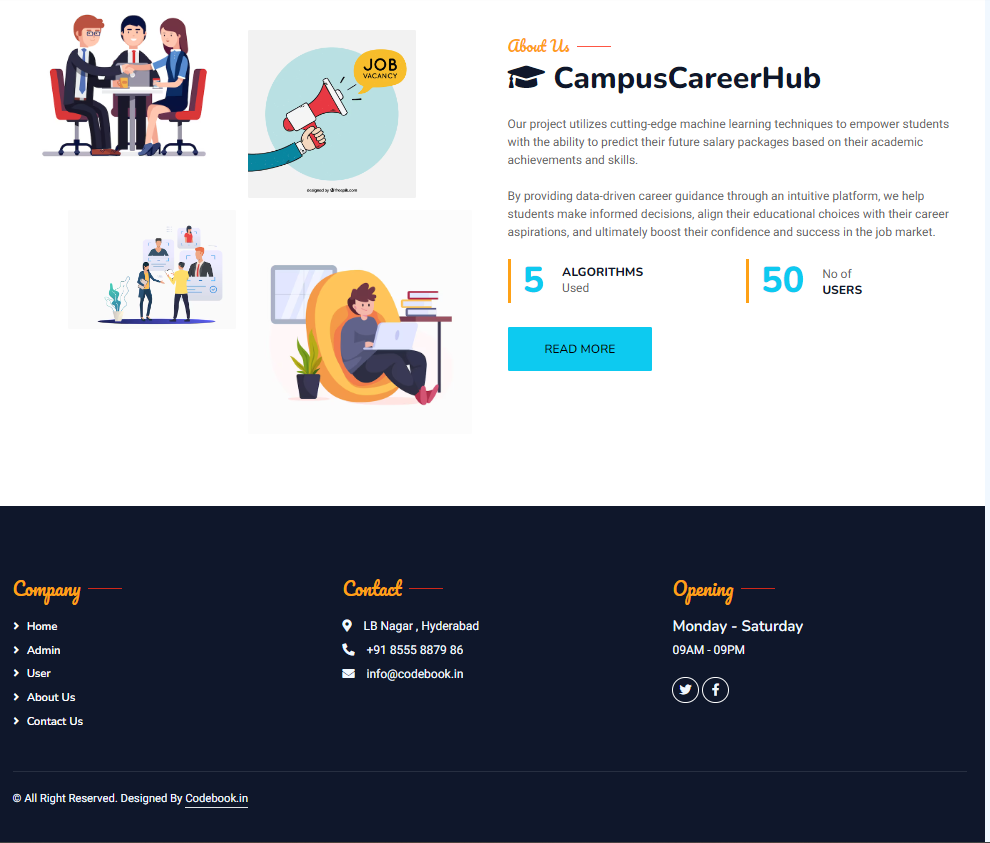 JOB
VACANCY
designed by freepik.com
About Us
CampusCareerHub
Our project utilizes cutting-edge machine learning techniques to empower students
with the ability to predict their future salary packages based on their academic
achievements and skills.
By providing data-driven career guidance through an intuitive platform, we help
students make informed decisions, align their educational choices with their career
aspirations, and ultimately boost their confidence and success in the job market.
5 ALGORITHMS
Used
50 No of
USERS
READ MORE
Company
Home
Admin
User
About Us
Contact Us
Contact
LB Nagar , Hyderabad
+91 8555 8879 86
info@codebook.in
Opening
Monday - Saturday
09AM - 09PM
© All Right Reserved. Designed By Codebook.in